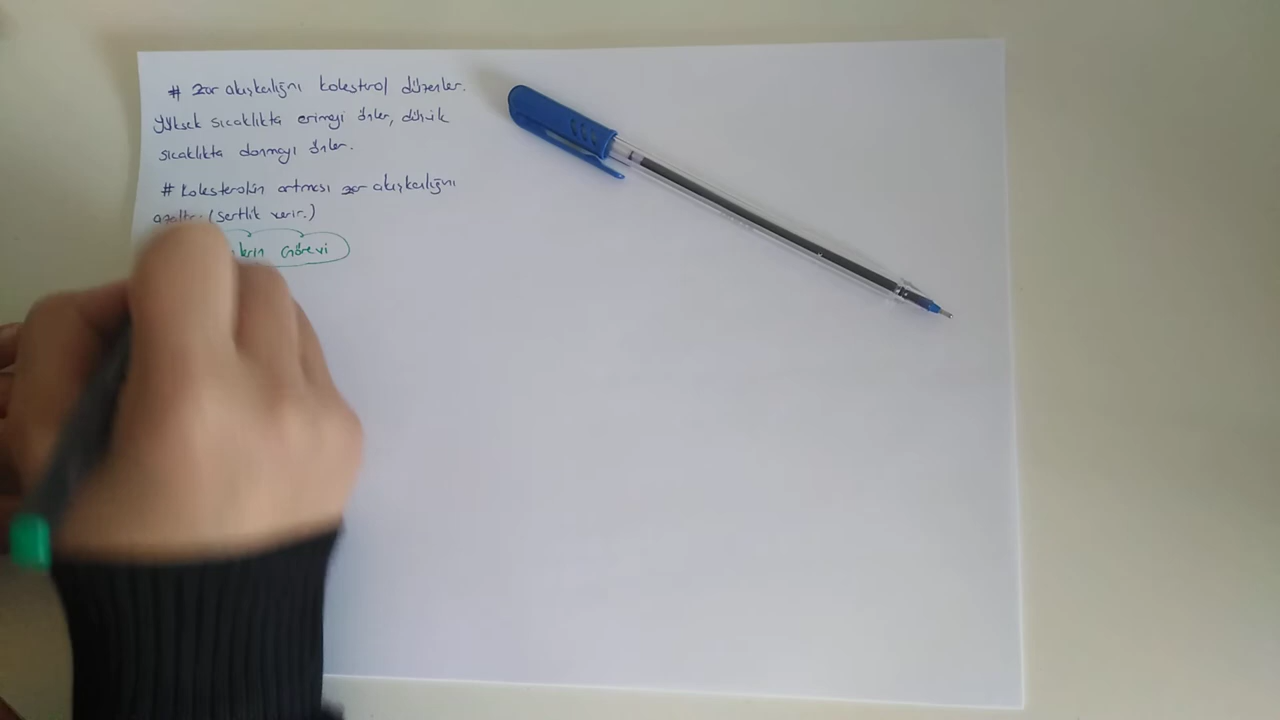 # zar akışkalığını kolestrol düzenler.
Yüksek sıcaklıkta erimeyi önler, düşük
sıcaklıkta donmayı önler.
# Kolesterolün artması zar akışkanlığını
azaltır (sertlik verir.)
Görevi